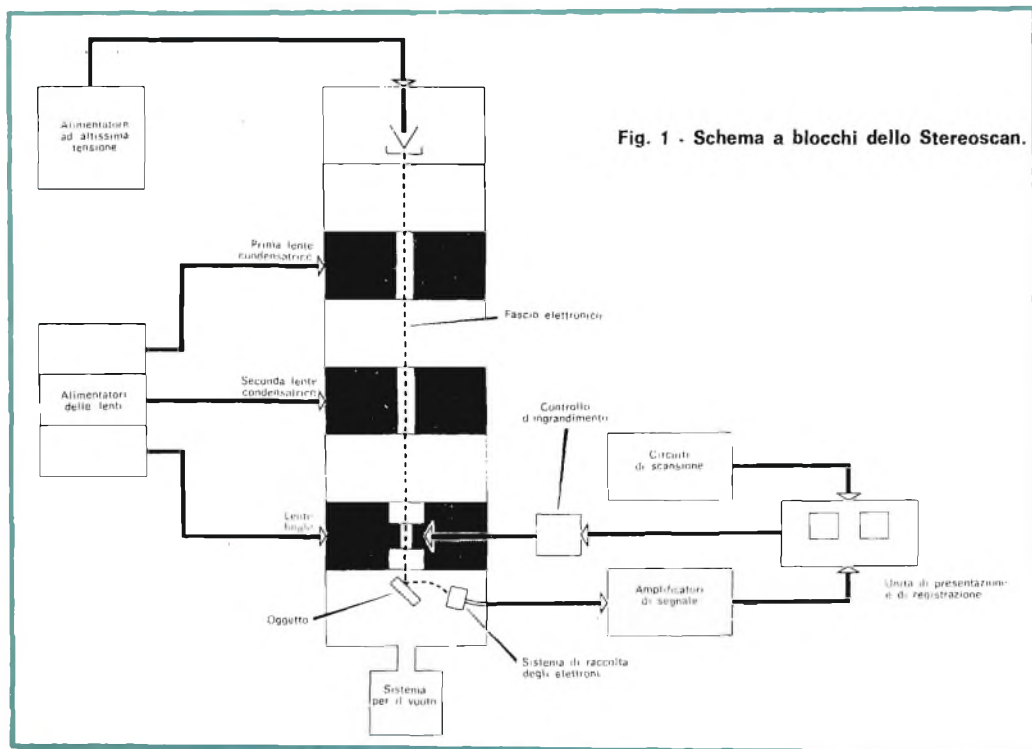 Alimentatore
ad altissima
tensione
Fig. 1 - Schema a blocchi dello Stereoscan.
Prima lente
condensatrice
Fascio elettronico
Alimentatori
delle lenti
Seconda lente
condensatrice
Controllo
d'ingrandimento
Circuiti
di scansione
Lente
finale
Oggetto
Amplificatori
di segnale
Unità di presentazione
e di registrazione
Sistema di raccolta
degli elettroni
Sistema
per il vuoto